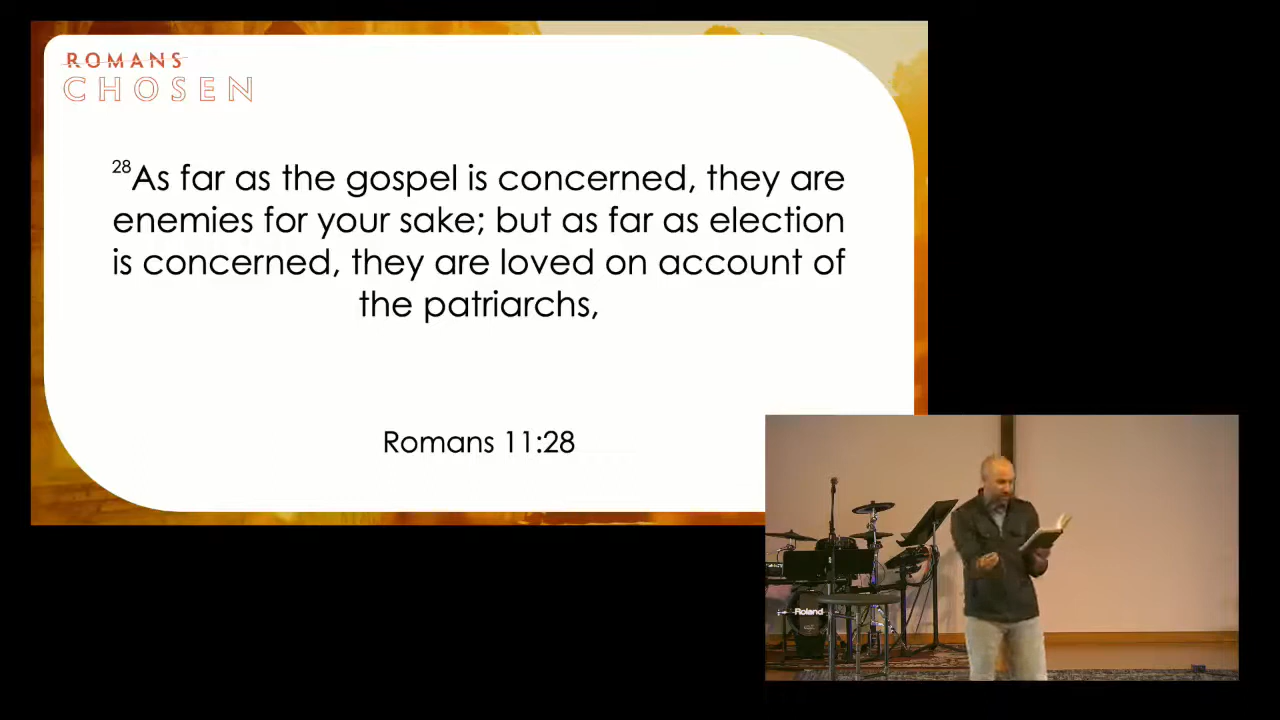 ROMANS
CHOSEN
28As far as the gospel is concerned, they are
enemies for your sake; but as far as election
is concerned, they are loved on account of
the patriarchs,
Romans 11:28
Roland